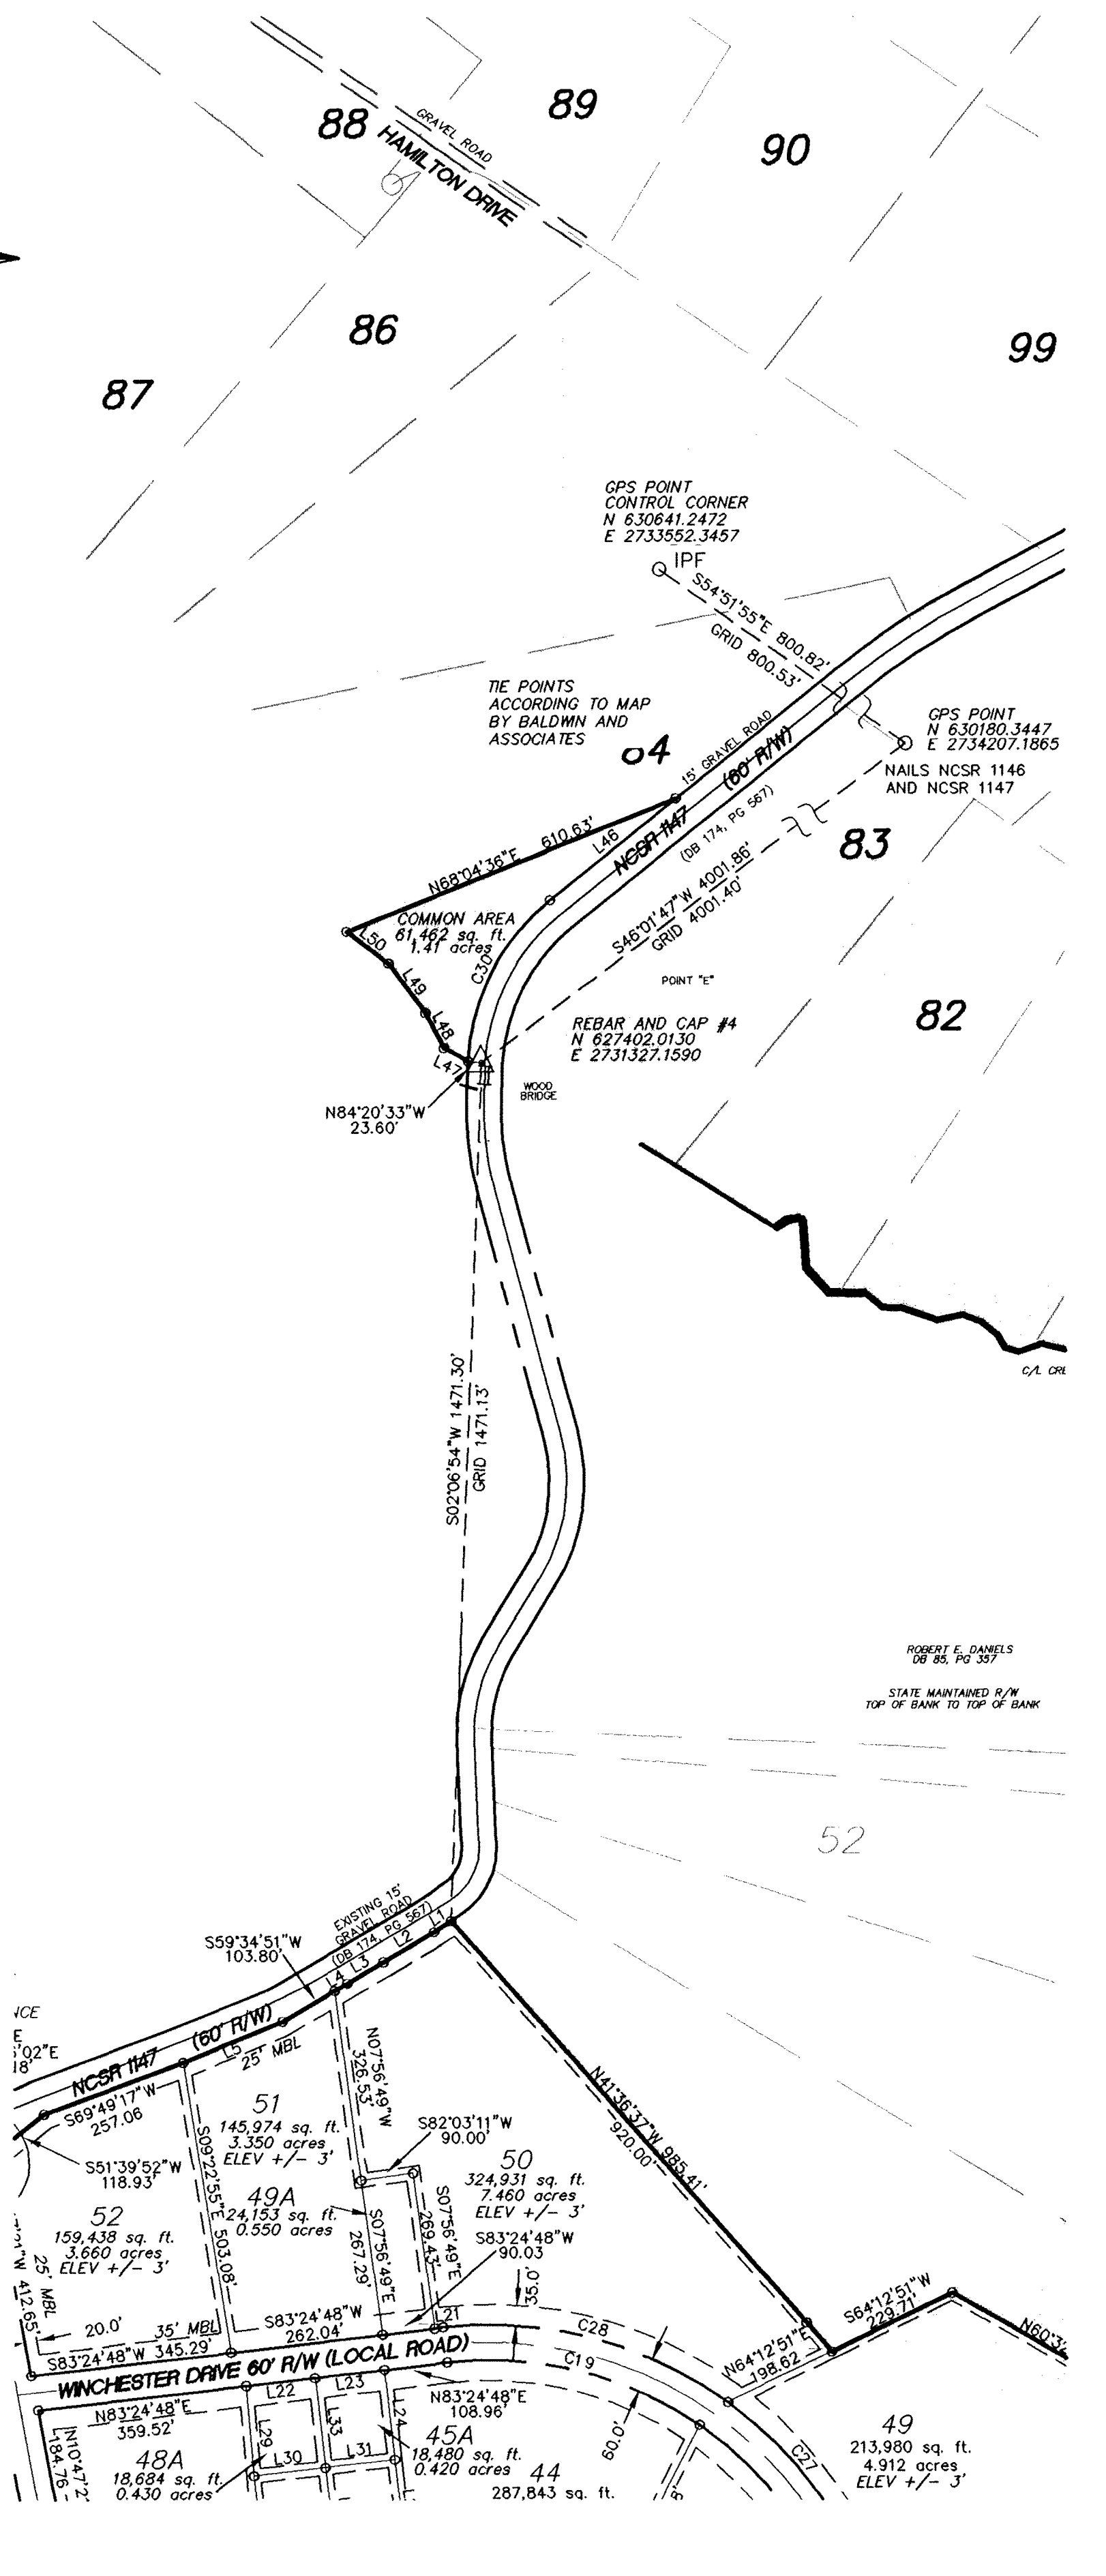 88
GRAVEL ROAD
HAMILTON DRIVE
89
90
86
87
99
GPS POINT
CONTROL CORNER
N 630641.2472
E 2733552.3457
IPF
S54°51'55"E 800.82'
GRID 800.53'
TIE POINTS
ACCORDING TO MAP
BY BALDWIN AND
ASSOCIATES
84
15' GRAVEL ROAD
(60' R/W)
NCSR 1147
(DB 174, PG 567)
GPS POINT
N 630180.3447
E 2734207.1865
NAILS NCSR 1146
AND NCSR 1147
83
N68°04'36"E 610.63'
L46
S46°01'47"W 4001.86'
GRID 4001.40'
COMMON AREA
61,462 sq. ft.
1.41 acres
L50
L49
L48
L47
C30
POINT "E"
REBAR AND CAP #4
N 627402.0130
E 2731327.1590
82
WOOD
BRIDGE
N84°20'33"W
23.60'
C/L CRE
S02°06'54"W 1471.30'
GRID 1471.13'
ROBERT E. DANIELS
DB 85, PG 357
STATE MAINTAINED R/W
TOP OF BANK TO TOP OF BANK
52
EXISTING 15'
GRAVEL ROAD
(DB 174, PG 567)
L1
L2
L3
L4
S59°34'51"W
103.80'
NCE
E
02"E
18'
NCSR 1147
(60' R/W)
L5
25' MBL
S69°49'17"W
257.06
S51°39'52"W
118.93'
N07°56'49"W
326.53'
51
145,974 sq. ft.
3.350 acres
ELEV +/- 3'
S82°03'11"W
90.00'
50
324,931 sq. ft.
7.460 acres
ELEV +/- 3'
N41°36'37"W 985.41'
920.00'
S09°22'55"E 503.08'
49A
24,153 sq. ft.
0.550 acres
S07°56'49"E
267.29'
S07°56'49"E
269.43'
S83°24'48"W
90.03
52
159,438 sq. ft.
3.660 acres
ELEV +/- 3'
"W 412.65'
25' MBL
20.0'
35' MBL
S83°24'48"W 345.29'
S83°24'48"W
262.04'
L21
35.0'
C28
C19
S64°12'51"W
229.71'
N64°12'51"E
198.62
N60°3
WINCHESTER DRIVE 60' R/W (LOCAL ROAD)
N83°24'48"E
359.52'
N83°24'48"E
108.96'
L22
L23
L24
L29
L33
L30
L31
N10°47'2
184.76
48A
18,684 sq. ft.
0.430 acres
45A
18,480 sq. ft.
0.420 acres
44
287,843 sq. ft.
60.0'
C27
49
213,980 sq. ft.
4.912 acres
ELEV +/- 3'